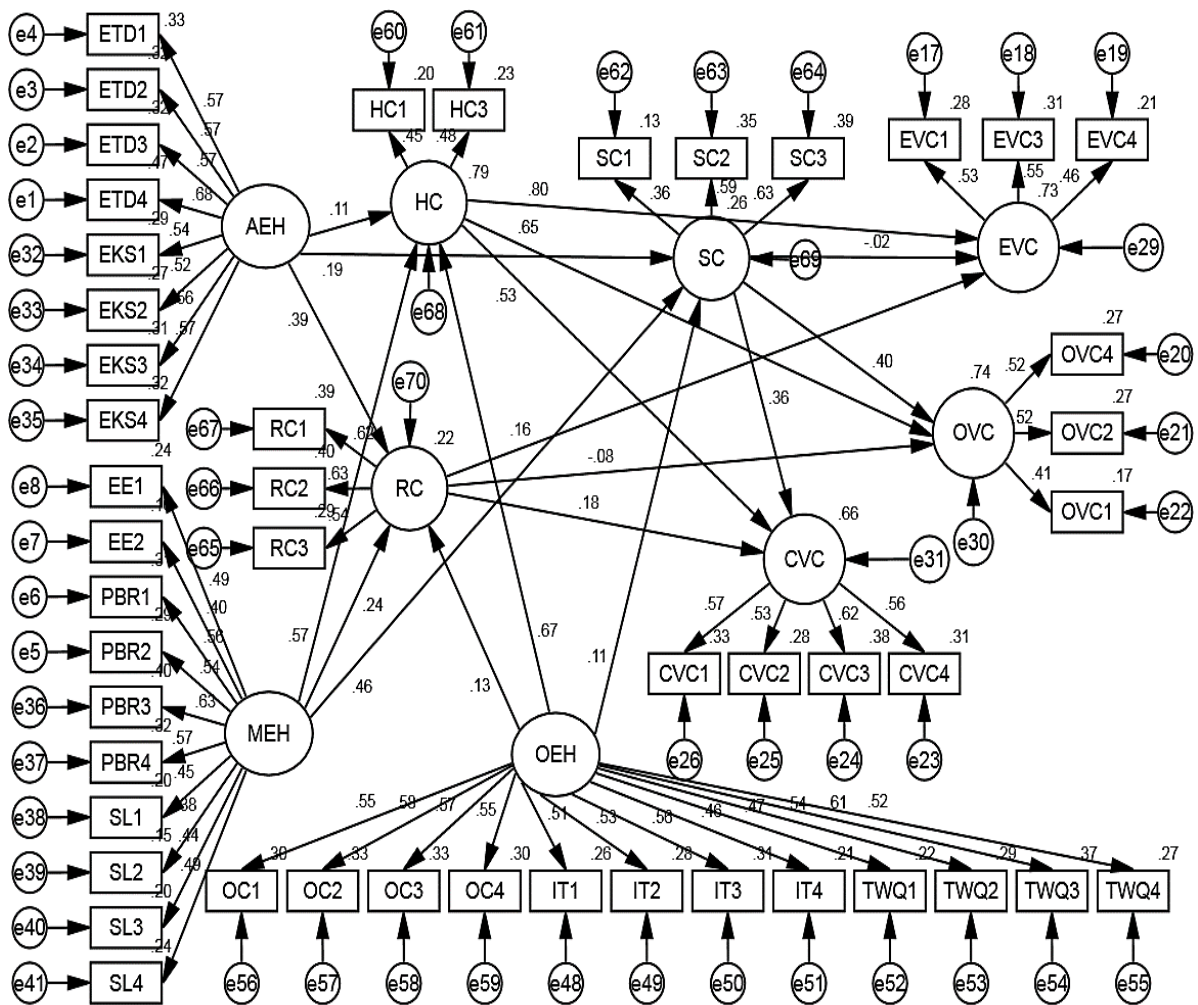 e4 ETD1 .33
e3 ETD2 .32
e2 ETD3 .32
e1 ETD4 .47
e32 EKS1 .29
e33 EKS2 .27
e34 EKS3 .31
e35 EKS4 .32
.57
.57
.57
.68
.54
.52
.57
AEH
e8 EE1 .24
e7 EE2
e6 PBR1
e5 PBR2 .29
e36 PBR3 .40
e37 PBR4 .32
e38 SL1 .20
e39 SL2 .15
e40 SL3 .20
e41 SL4 .24
.49
.40
.56
.54
.63
.57
.45
.44
.49
MEH
e60 e61
.20 .23
HC1 HC3
.45 .48
HC .79
e68
.11
.19
.39
e62 e63 e64
.13 .35 .39
SC1 SC2 SC3
.36 .59 .63
.26
SC
e69
e17 e18 e19
.28 .31 .21
EVC1 EVC3 EVC4
.53 .55 .46
.73
EVC
e29
.80
.65
.53
-.02
e70
e67 RC1 .39
e66 RC2 .40
e65 RC3 .29
.62
.63
.54
RC .22
.16
-.08
.18
.40
.36
OVC .74
e30
.52 OVC4 .27 e20
.52 OVC2 .27 e21
.41 OVC1 .17 e22
CVC .66
e31
.57 .53 .62 .56
.33 .28 .38 .31
CVC1 CVC2 CVC3 CVC4
e26 e25 e24 e23
.57
.24
.46
.13
.67
.11
OEH
.55 .58 .57 .55 .51 .53 .56 .46 .47 .54 .61 .52
.30 .33 .33 .30 .26 .28 .31 .21 .22 .29 .37 .27
OC1 OC2 OC3 OC4 IT1 IT2 IT3 IT4 TWQ1 TWQ2 TWQ3 TWQ4
e56 e57 e58 e59 e48 e49 e50 e51 e52 e53 e54 e55